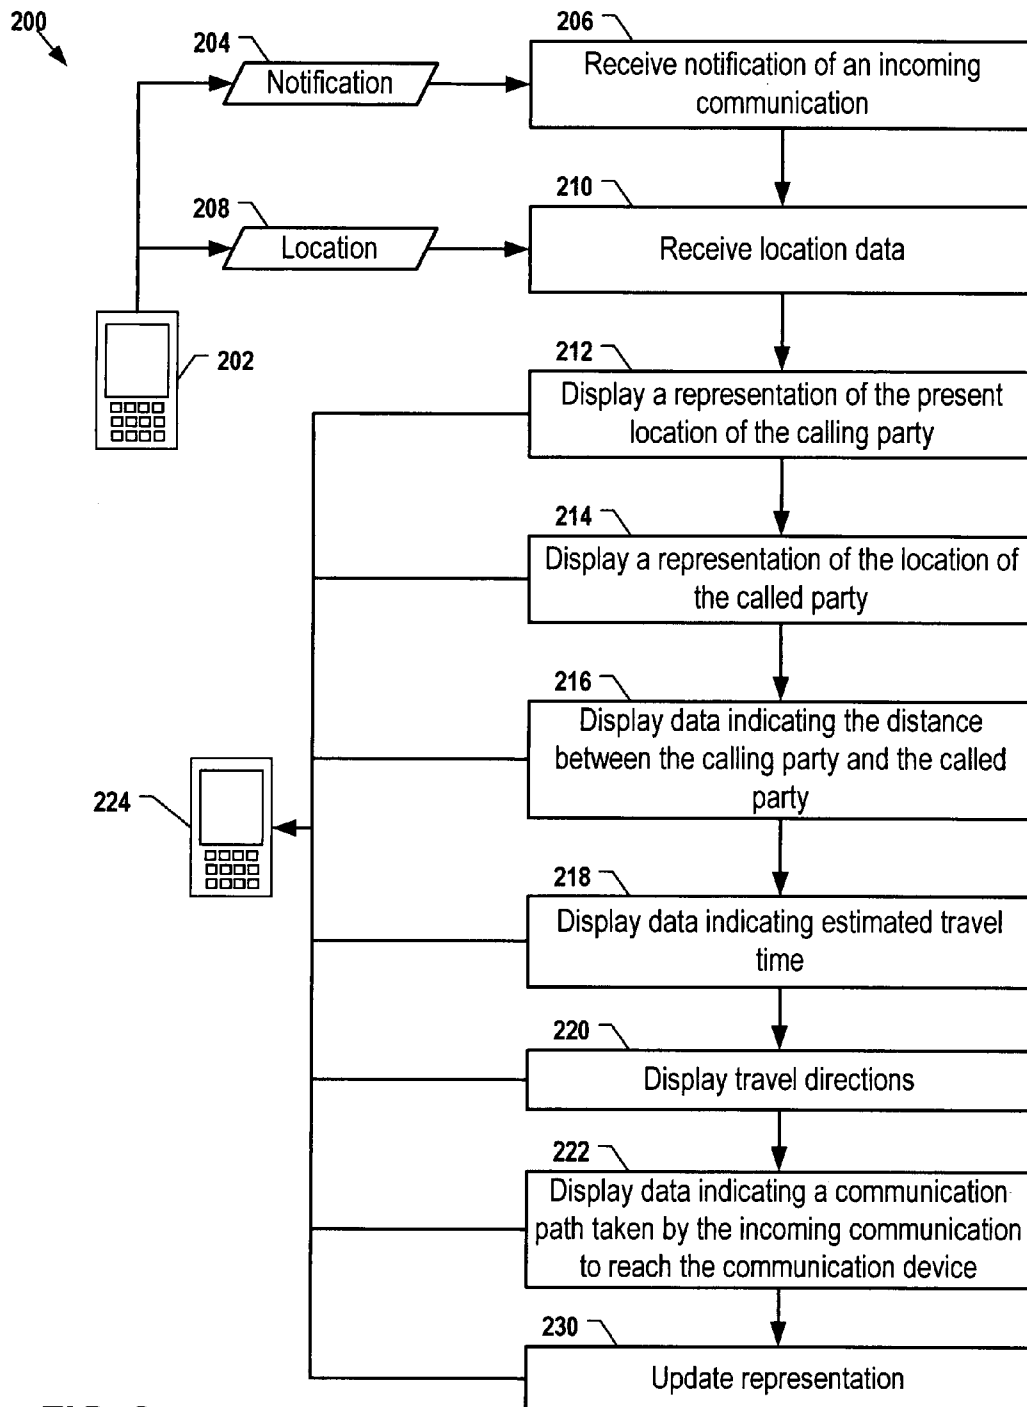 200
204
Notification
206
Receive notification of an incoming
communication
208
Location
210
Receive location data
202
212
Display a representation of the present
location of the calling party
214
Display a representation of the location of
the called party
216
Display data indicating the distance
between the calling party and the called
party
224
218
Display data indicating estimated travel
time
220
Display travel directions
222
Display data indicating a communication
path taken by the incoming communication
to reach the communication device
230
Update representation